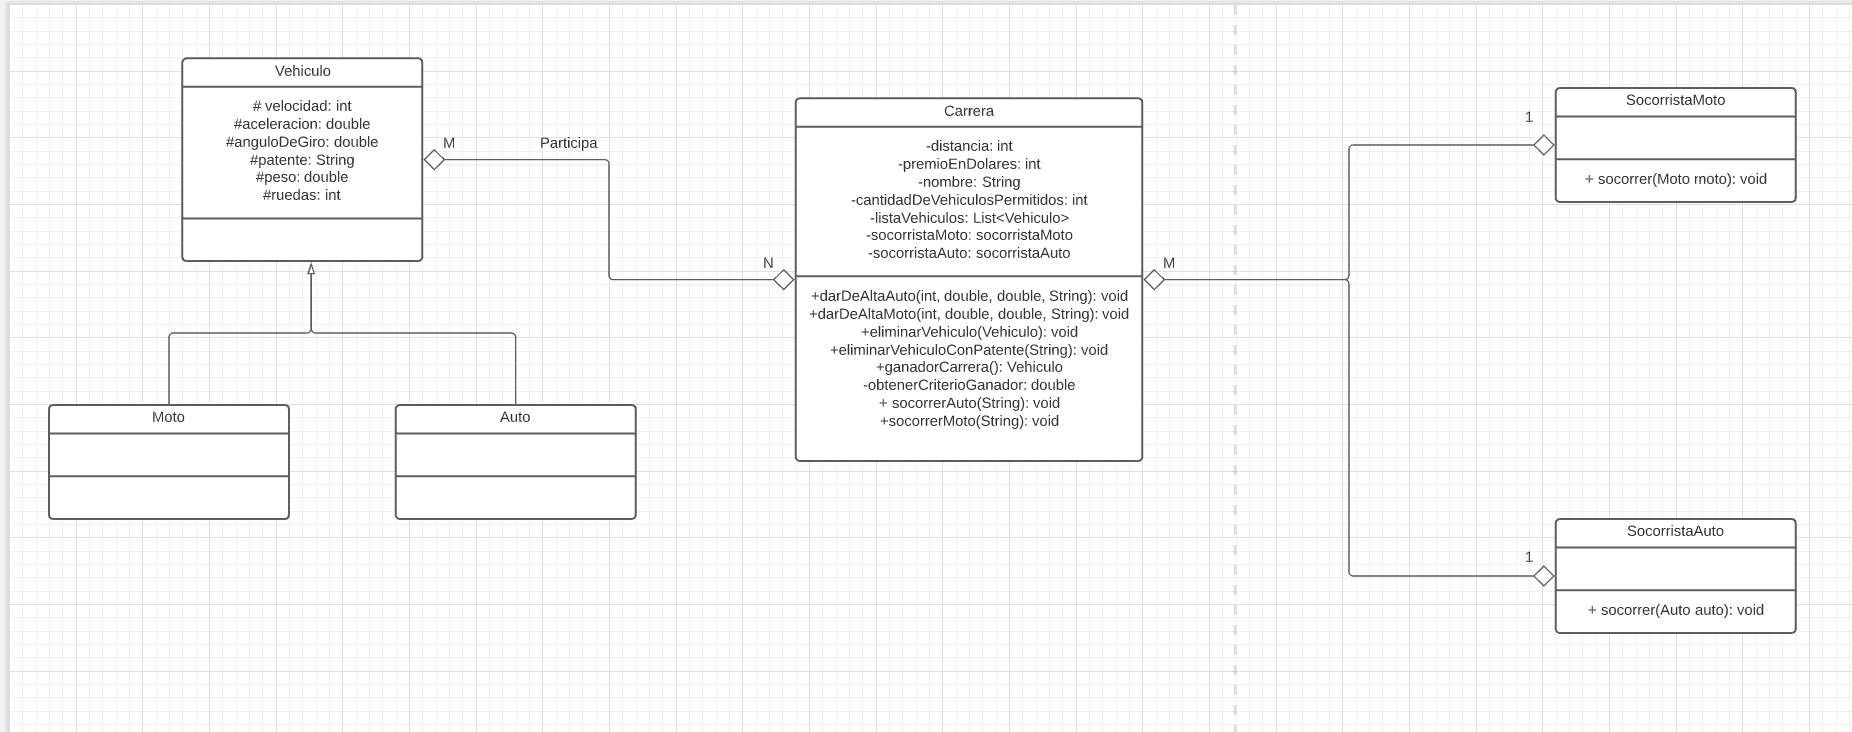 Vehiculo
# velocidad: int
#aceleracion: double
#anguloDeGiro: double
#patente: String
#peso: double
#ruedas: int
M
Participa
N
Moto
Auto
Carrera
-distancia: int
-premioEnDolares: int
-nombre: String
-cantidadDeVehiculosPermitidos: int
-listaVehiculos: List<Vehiculo>
-socorristaMoto: socorristaMoto
-socorristaAuto: socorristaAuto
+darDeAltaAuto(int, double, double, String): void
+darDeAltaMoto(int, double, double, String): void
+eliminarVehiculo(Vehiculo): void
+eliminarVehiculoConPatente(String): void
+ganadorCarrera(): Vehiculo
-obtenerCriterioGanador: double
+ socorrerAuto(String): void
+socorrerMoto(String): void
M
1
SocorristaMoto
+ socorrer(Moto moto): void
1
SocorristaAuto
+ socorrer(Auto auto): void